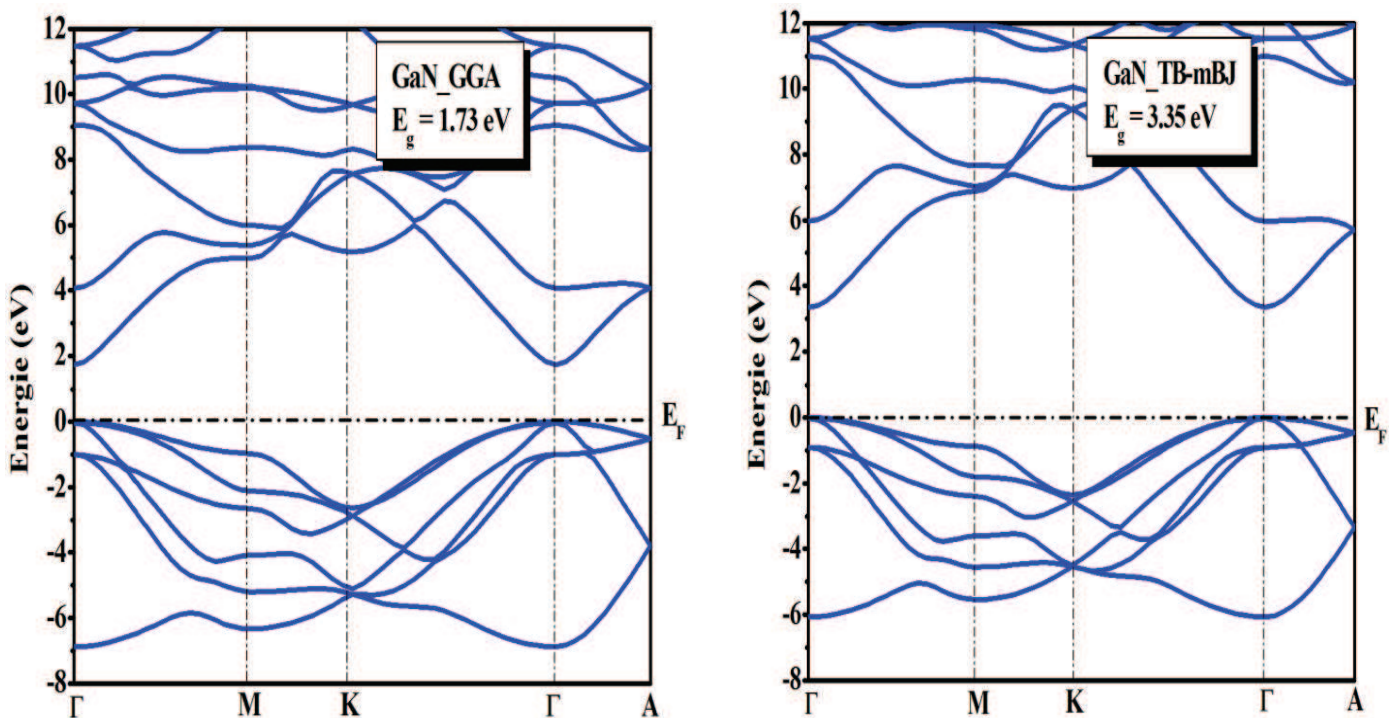 12
10
8
6
4
2
0
-2
-4
-6
-8
Energie (eV)
GaN_GGA
E_g = 1.73 eV
E_F
Γ M K Γ A
12
10
8
6
4
2
0
-2
-4
-6
-8
Energie (eV)
GaN_TB-mBJ
E_g = 3.35 eV
E_F
Γ M K Γ A